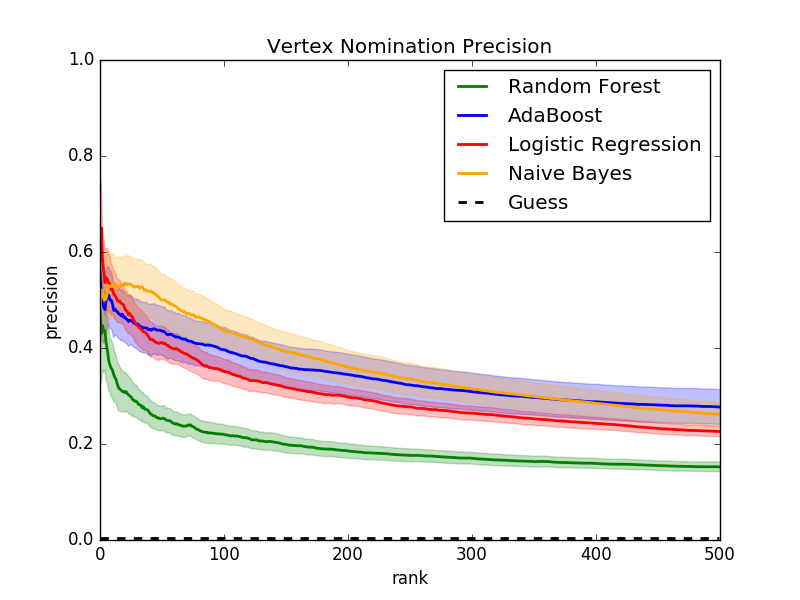 Vertex Nomination Precision
1.0
0.8
0.6
0.4
0.2
0.0
precision
Random Forest
AdaBoost
Logistic Regression
Naive Bayes
Guess
0 100 200 300 400 500
rank